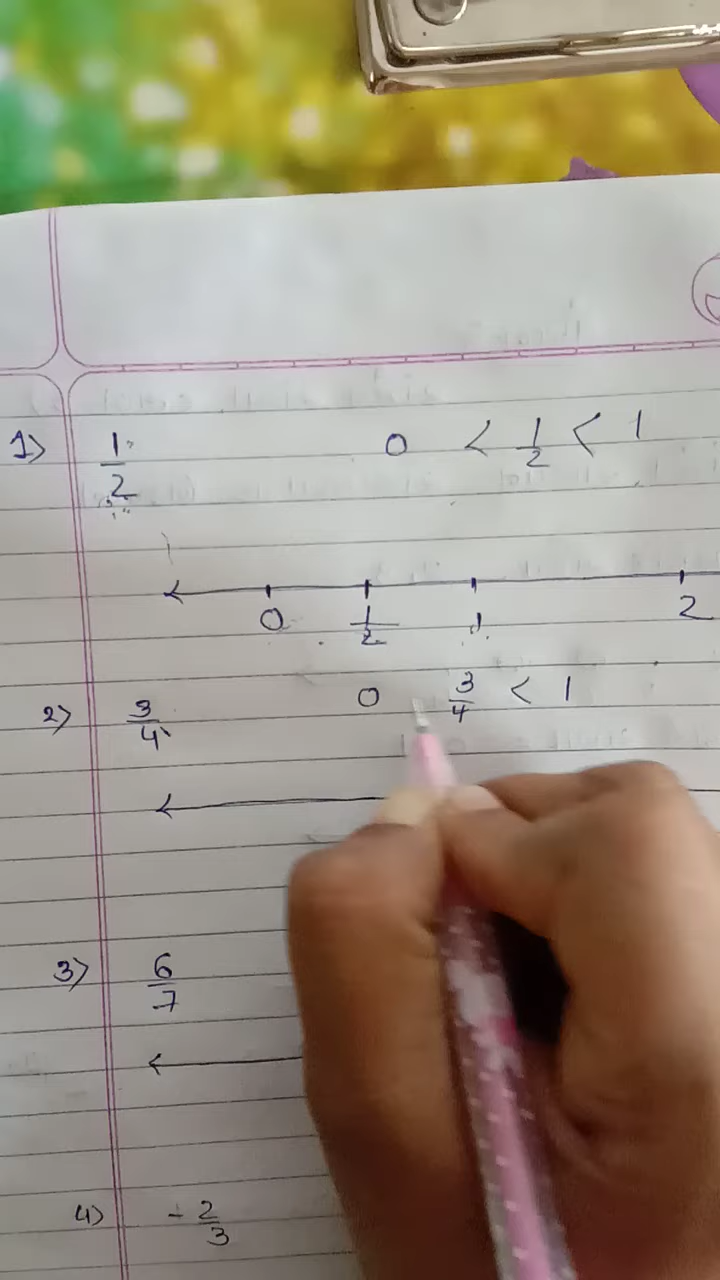 1) 1/2 0 < 1/2 < 1
0 1/2 1 2
2) 3/4 0 3/4 < 1
3) 6/7
4) - 2/3